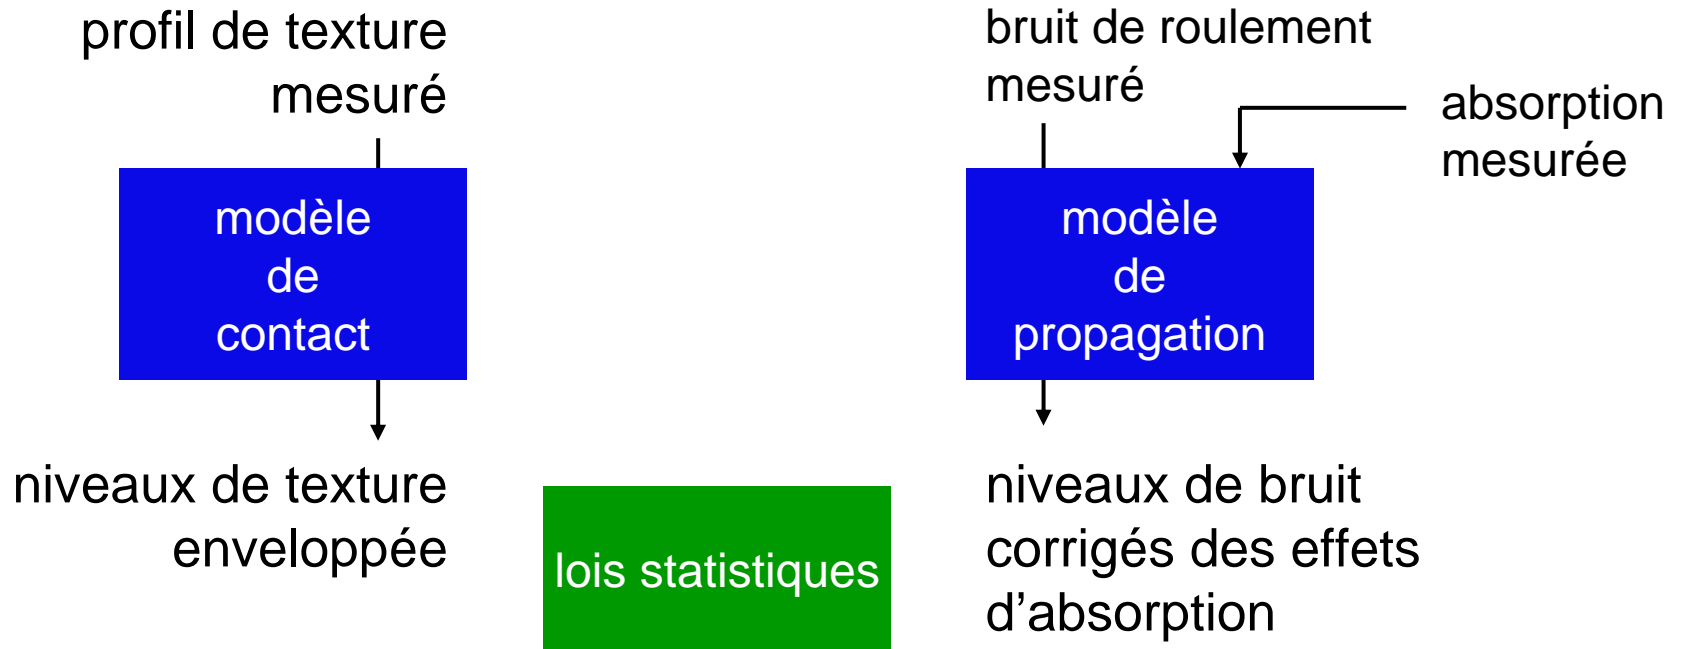 profil de texture
mesuré
modèle
de
contact
niveaux de texture
enveloppée
lois statistiques
bruit de roulement
mesuré
absorption
mesurée
modèle
de
propagation
niveaux de bruit
corrigés des effets
d’absorption